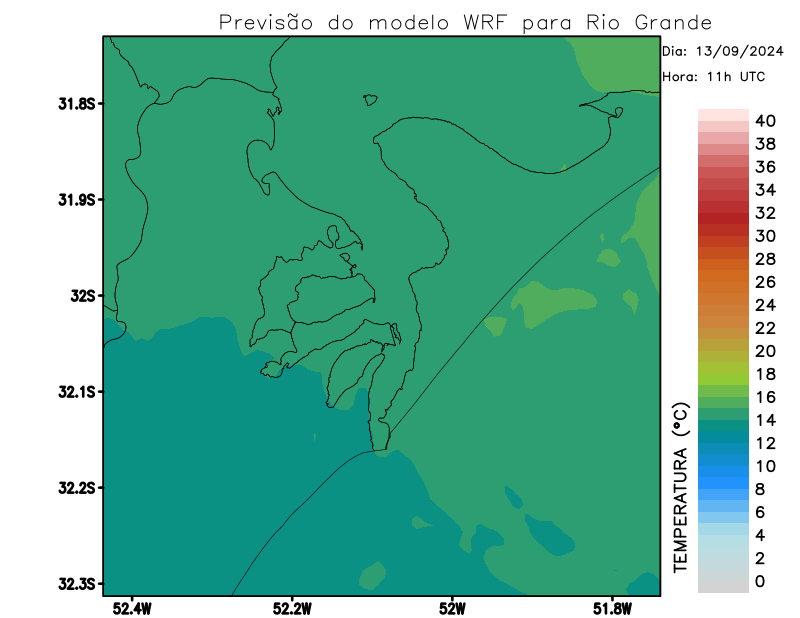 Previsão do modelo WRF para Rio Grande
Dia: 13/09/2024
Hora: 11h UTC
31.8S
31.9S
32S
32.1S
32.2S
32.3S
52.4W
52.2W
52W
51.8W
TEMPERATURA (°C)
40
38
36
34
32
30
28
26
24
22
20
18
16
14
12
10
8
6
4
2
0